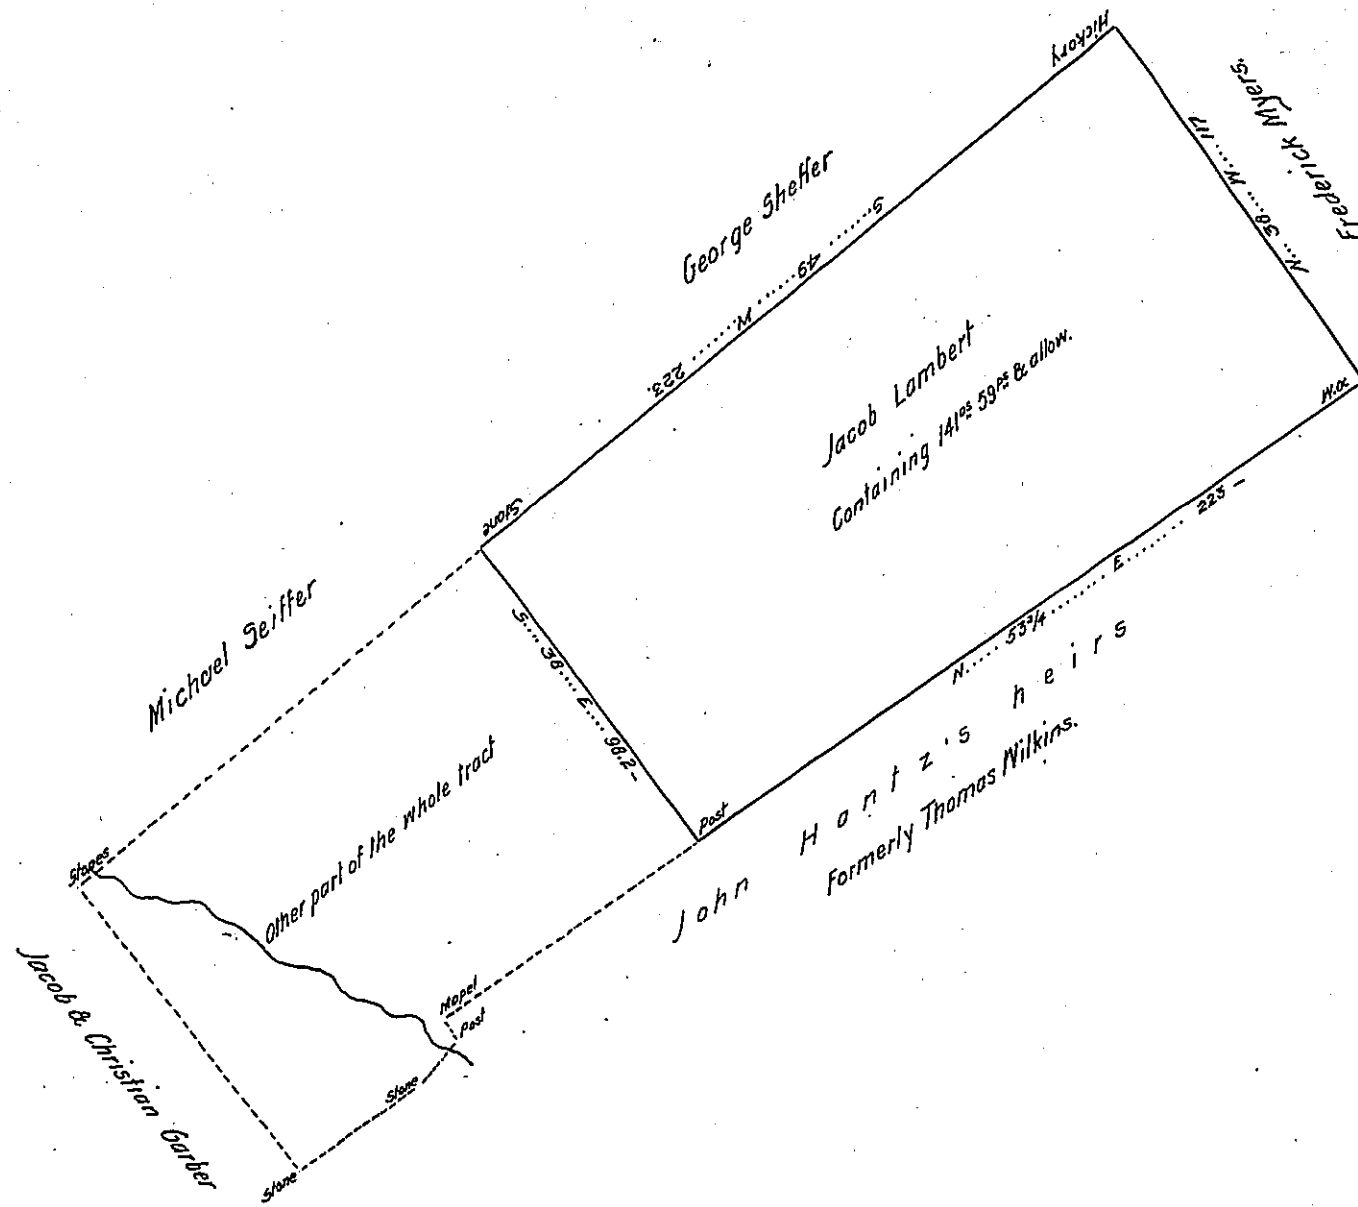 Hickory
Frederick Myers.
N...38...W...117
George Sheffer
S.......49.......W.......223.
Jacob Lambert
Containing 141as 59ps & allow.
W.o.
Stone
N.....53¾.......E.......223 –
Michael Seiffer
S....38....E....98.2 –
John Hantz's heirs
Formerly Thomas Wilkins.
Post
Other part of the whole tract
Stones
Mapel
Post
Jacob & Christian Garber
Stone
Stone